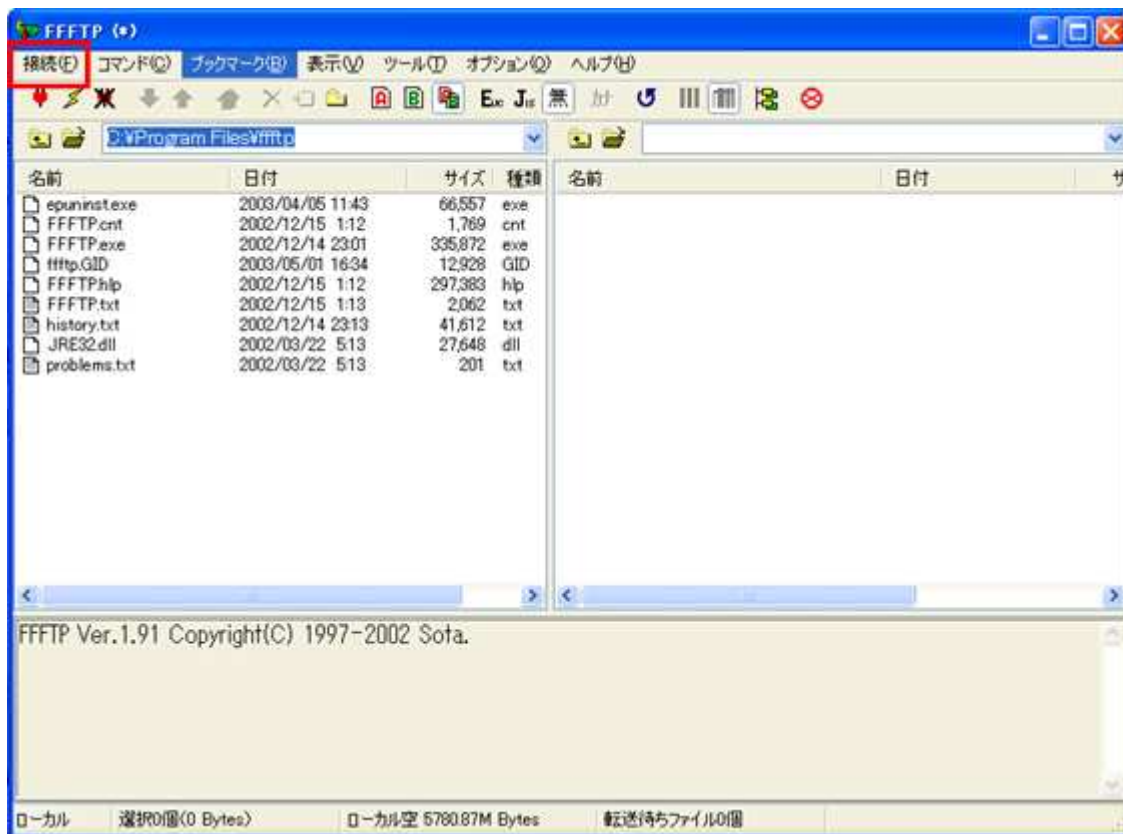 FFFTP (*)
接続(F) コマンド(C) ブックマーク(B) 表示(V) ツール(T) オプション(O) ヘルプ(H)
A B E J 無 ｶﾅ
C:¥Program Files¥ffftp
名前 日付 サイズ 種類 名前 日付 サ
epuninst.exe 2003/04/05 11:43 66,557 exe
FFFTP.cnt 2002/12/15 1:12 1,769 cnt
FFFTP.exe 2002/12/14 23:01 335,872 exe
ffftp.GID 2003/05/01 16:34 12,928 GID
FFFTP.hlp 2002/12/15 1:12 297,383 hlp
FFFTP.txt 2002/12/15 1:13 2,062 txt
history.txt 2002/12/14 23:13 41,612 txt
JRE32.dll 2002/03/22 5:13 27,648 dll
problems.txt 2002/03/22 5:13 201 txt
FFFTP Ver.1.91 Copyright(C) 1997-2002 Sota.
ローカル 選択0個(0 Bytes) ローカル空 5780.87M Bytes 転送待ちファイル0個